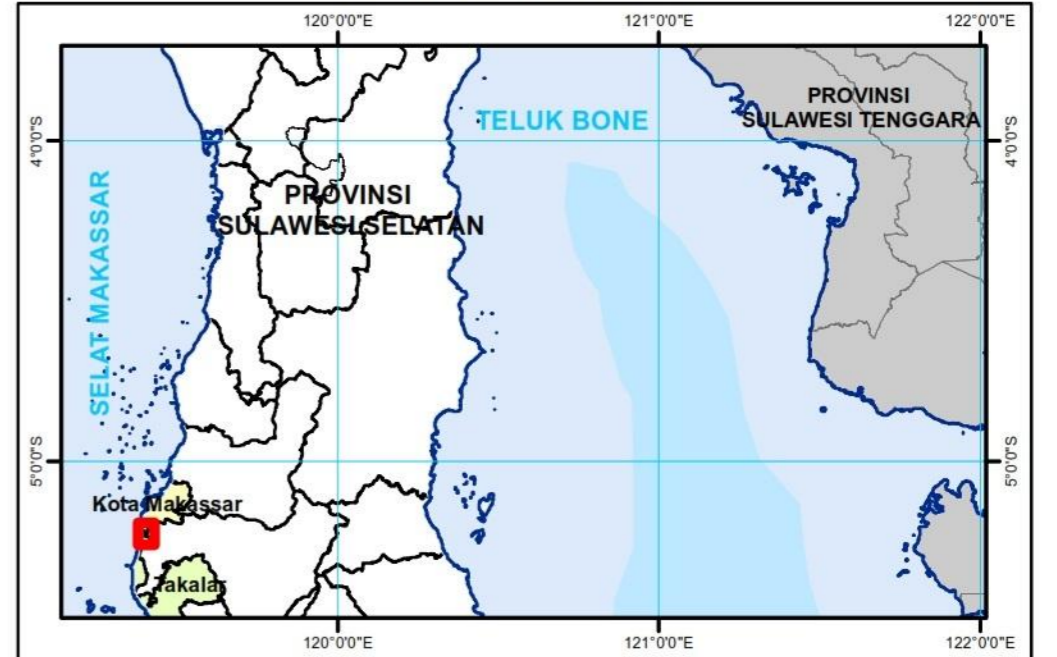 120°0'0"E
121°0'0"E
122°0'0"E
PROVINSI
SULAWESI TENGGARA
TELUK BONE
4°0'0"S
4°0'0"S
PROVINSI
SULAWESI SELATAN
SELAT MAKASSAR
5°0'0"S
5°0'0"S
Kota Makassar
Takalar
120°0'0"E
121°0'0"E
122°0'0"E